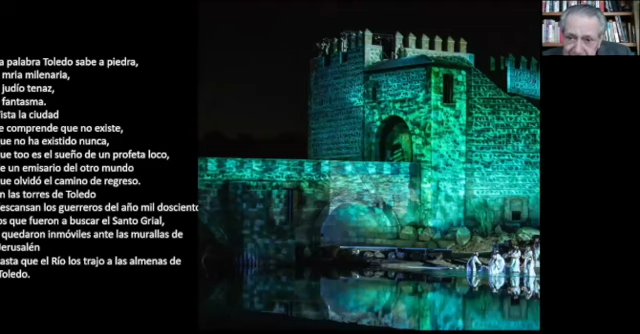 a palabra Toledo sabe a piedra,
mria milenaria,
judío tenaz,
fantasma.
ista la ciudad
e comprende que no existe,
ue no ha existido nunca,
ue too es el sueño de un profeta loco,
e un emisario del otro mundo
ue olvidó el camino de regreso.
n las torres de Toledo
escansan los guerreros del año mil doscientos
os que fueron a buscar el Santo Grial,
quedaron inmóviles ante las murallas de
Jerusalén
asta que el Río los trajo a las almenas de
Toledo.